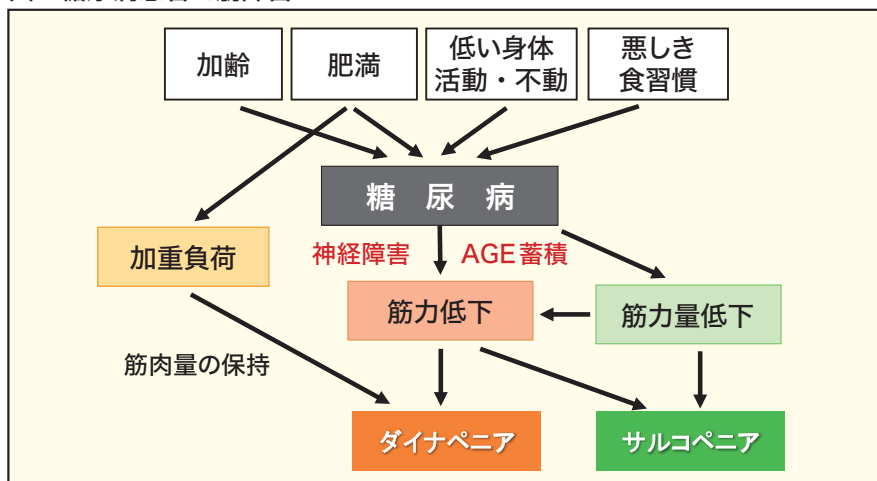 加齢
肥満
低い身体
活動・不動
悪しき
食習慣
糖尿病
加重負荷
神経障害
AGE蓄積
筋力低下
筋力量低下
筋肉量の保持
ダイナペニア
サルコペニア